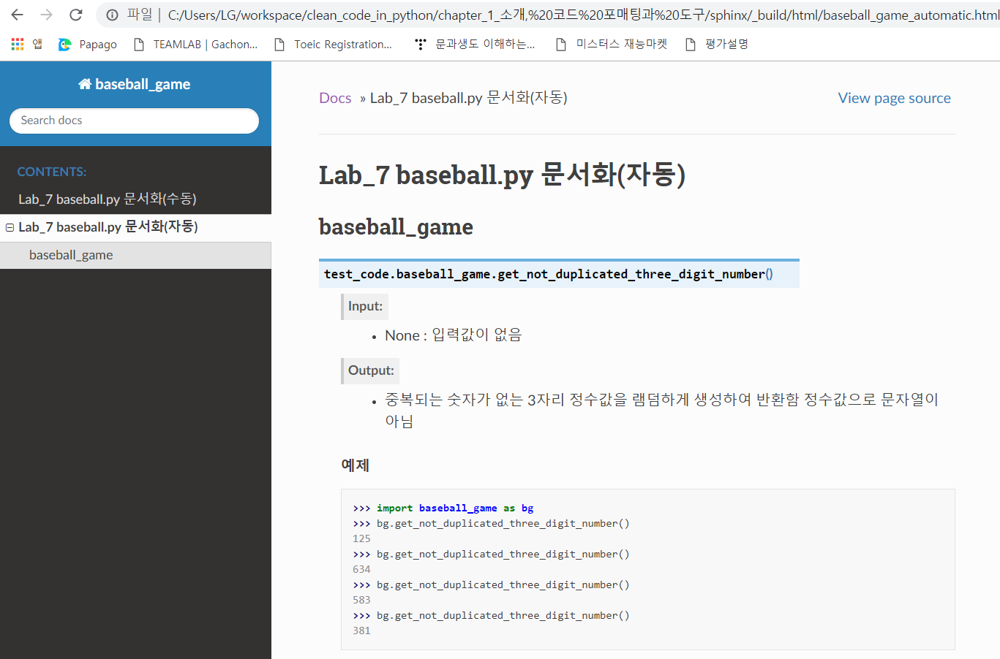 파일 | C:/Users/LG/workspace/clean_code_in_python/chapter_1_소개,%20코드%20포매팅과%20도구/sphinx/_build/html/baseball_game_automatic.html
앱 Papago TEAMLAB | Gachon... Toeic Registration... 문과생도 이해하는... 미스터스 재능마켓 평가설명
baseball_game
Search docs
CONTENTS:
Lab_7 baseball.py 문서화(수동)
Lab_7 baseball.py 문서화(자동)
baseball_game
Docs » Lab_7 baseball.py 문서화(자동) View page source
Lab_7 baseball.py 문서화(자동)
baseball_game
test_code.baseball_game.get_not_duplicated_three_digit_number()
Input:
• None : 입력값이 없음
Output:
• 중복되는 숫자가 없는 3자리 정수값을 램덤하게 생성하여 반환함 정수값으로 문자열이
아님
예제
>>> import baseball_game as bg
>>> bg.get_not_duplicated_three_digit_number()
125
>>> bg.get_not_duplicated_three_digit_number()
634
>>> bg.get_not_duplicated_three_digit_number()
583
>>> bg.get_not_duplicated_three_digit_number()
381